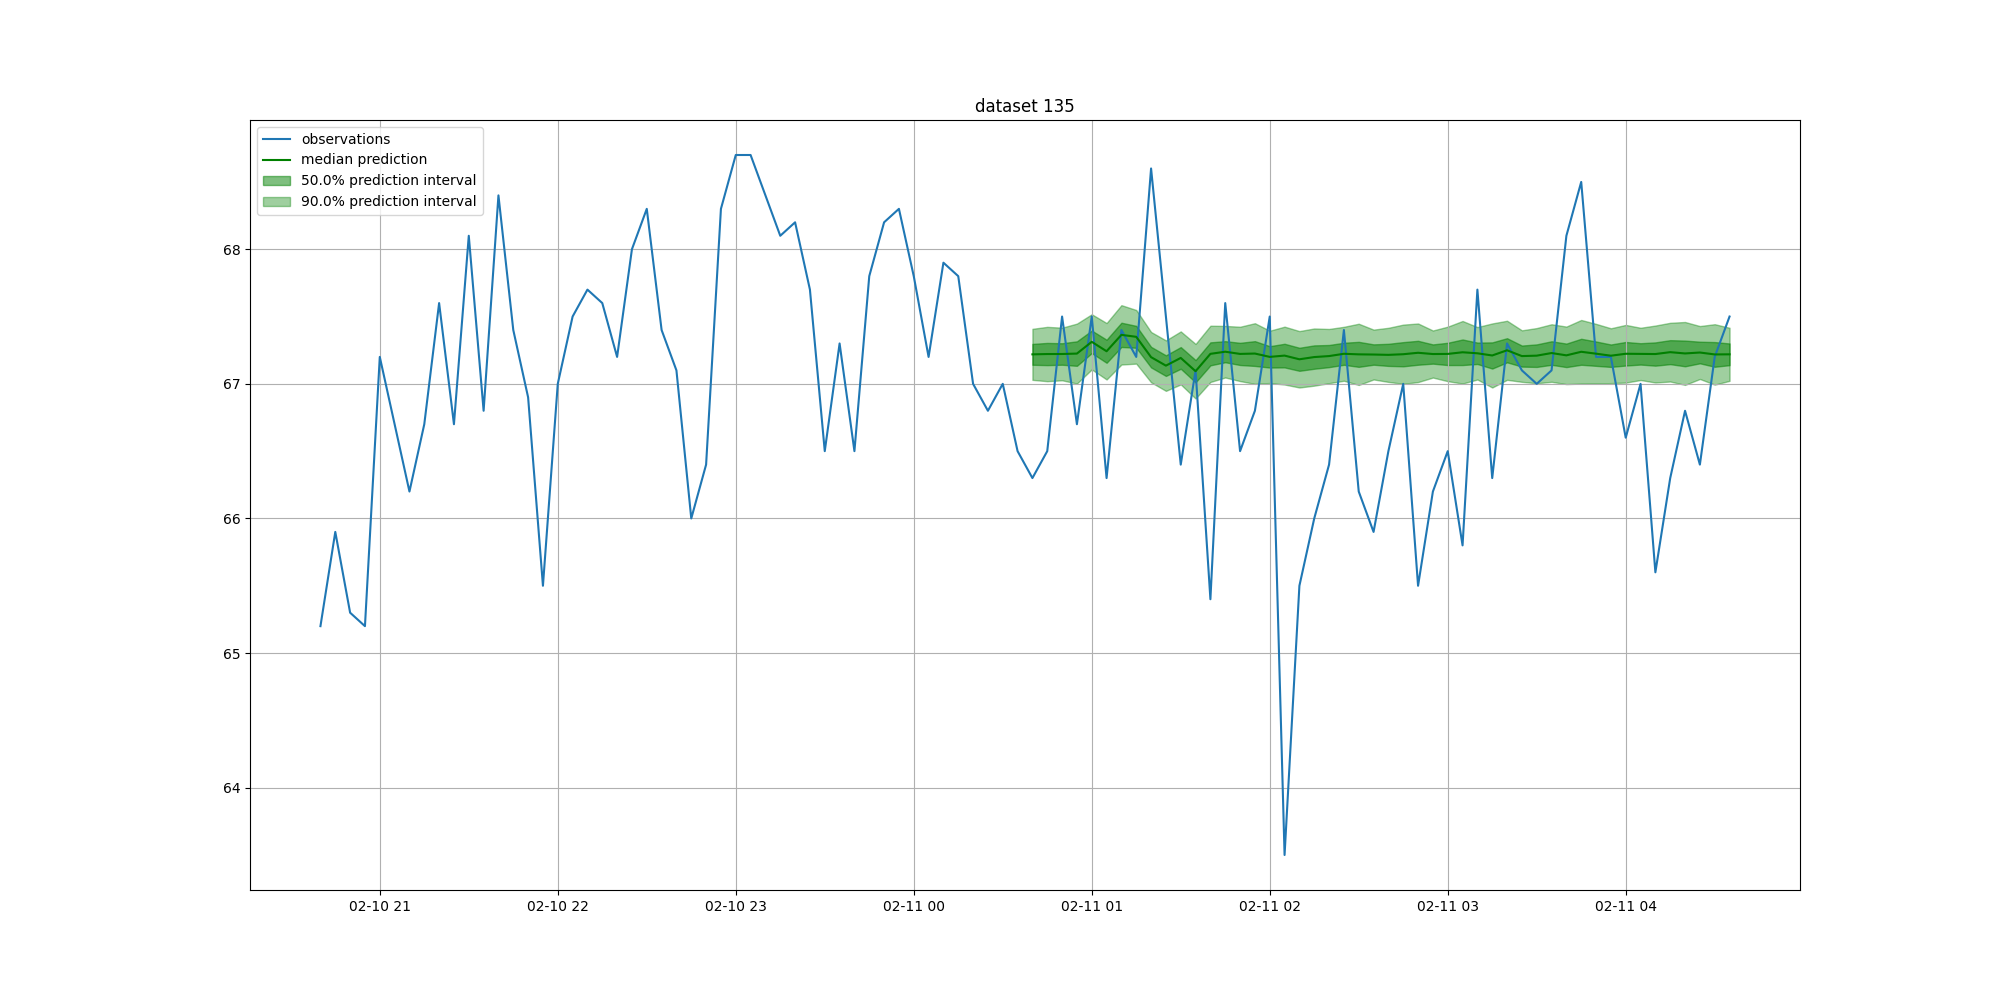 dataset 135
observations
median prediction
50.0% prediction interval
90.0% prediction interval
68
67
66
65
64
02-10 21
02-10 22
02-10 23
02-11 00
02-11 01
02-11 02
02-11 03
02-11 04